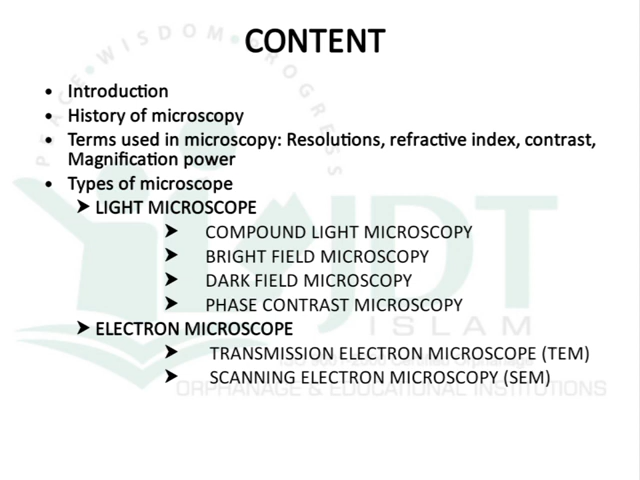 PEACE • WISDOM • PROGRESS
CONTENT
• Introduction
• History of microscopy
• Terms used in microscopy: Resolutions, refractive index, contrast,
Magnification power
• Types of microscope
➤ LIGHT MICROSCOPE
➤ COMPOUND LIGHT MICROSCOPY
➤ BRIGHT FIELD MICROSCOPY
➤ DARK FIELD MICROSCOPY
➤ PHASE CONTRAST MICROSCOPY
JDT
ISLAM
➤ ELECTRON MICROSCOPE
➤ TRANSMISSION ELECTRON MICROSCOPE (TEM)
➤ SCANNING ELECTRON MICROSCOPY (SEM)
ORPHANAGE & EDUCATIONAL INSTITUTIONS